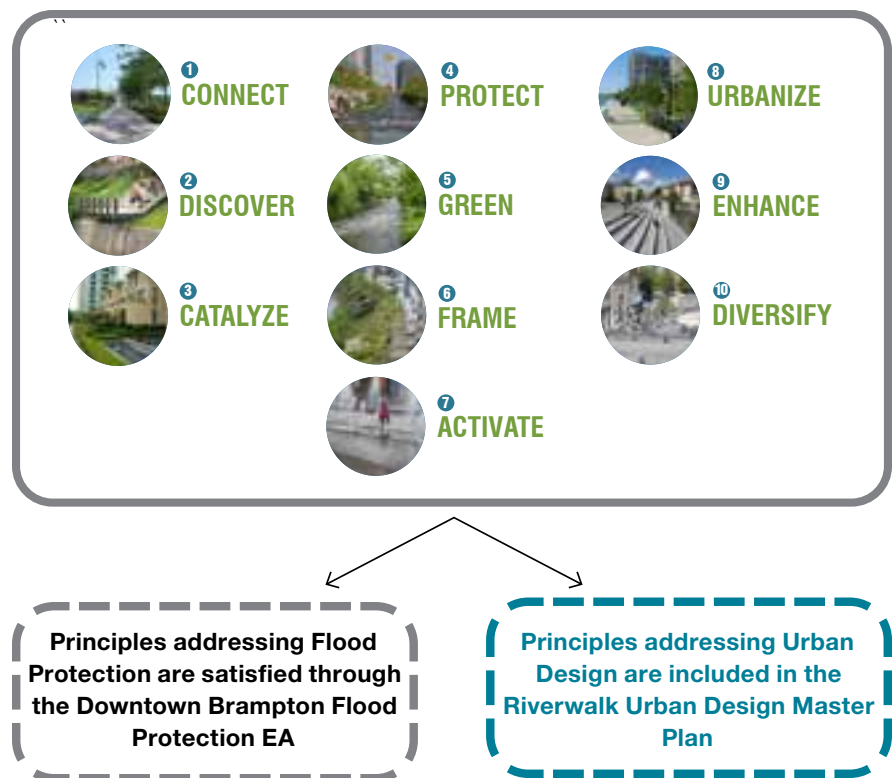 ``
1
CONNECT
2
DISCOVER
3
CATALYZE
4
PROTECT
5
GREEN
6
FRAME
7
ACTIVATE
8
URBANIZE
9
ENHANCE
10
DIVERSIFY
Principles addressing Flood
Protection are satisfied through
the Downtown Brampton Flood
Protection EA
Principles addressing Urban
Design are included in the
Riverwalk Urban Design Master
Plan